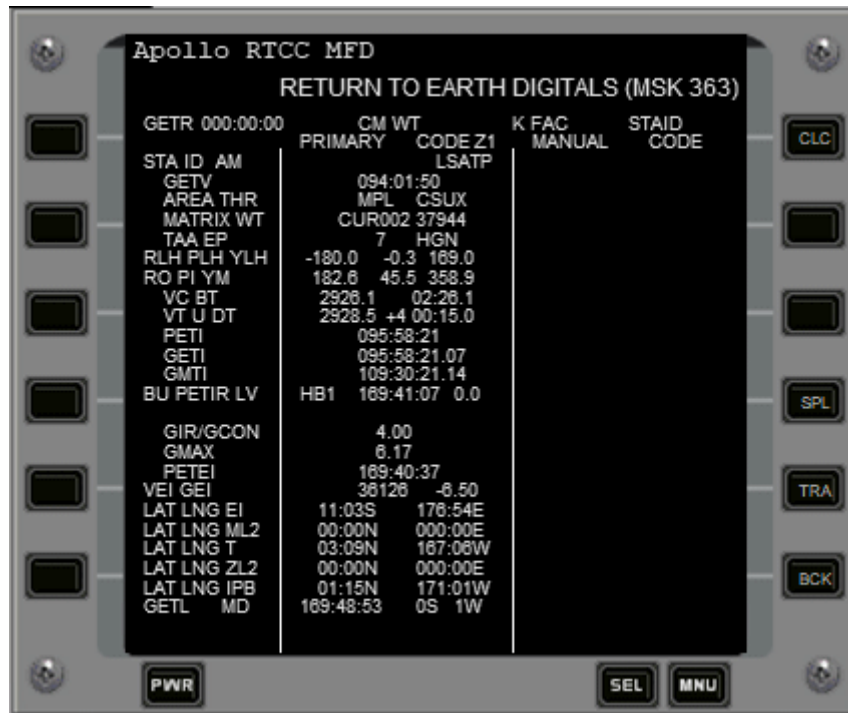 Apollo RTCC MFD
RETURN TO EARTH DIGITALS (MSK 363)
GETR 000:00:00 CM WT K FAC STAID
PRIMARY CODE Z1 MANUAL CODE
CLC
STA ID AM LSATP
GETV 094:01:50
AREA THR MPL CSUX
MATRIX WT CUR002 37944
TAA EP 7 HGN
RLH PLH YLH -180.0 -0.3 169.0
RO PI YM 182.6 45.5 358.9
VC BT 2926.1 02:26.1
VT U DT 2928.5 +4 00:15.0
PETI 095:58:21
GETI 095:58:21.07
GMTI 109:30:21.14
BU PETIR LV HB1 169:41:07 0.0
SPL
GIR/GCON 4.00
GMAX 6.17
PETEI 169:40:37
VEI GEI 36126 -6.50
TRA
LAT LNG EI 11:03S 176:54E
LAT LNG ML2 00:00N 000:00E
LAT LNG T 03:09N 167:06W
LAT LNG ZL2 00:00N 000:00E
BCK
LAT LNG IPB 01:15N 171:01W
GETL MD 169:48:53 0S 1W
PWR SEL MNU